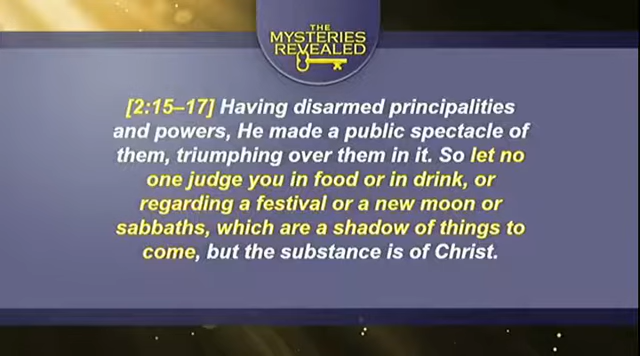 THE
MYSTERIES
REVEALED
[2:15–17] Having disarmed principalities
and powers, He made a public spectacle of
them, triumphing over them in it. So let no
one judge you in food or in drink, or
regarding a festival or a new moon or
sabbaths, which are a shadow of things to
come, but the substance is of Christ.